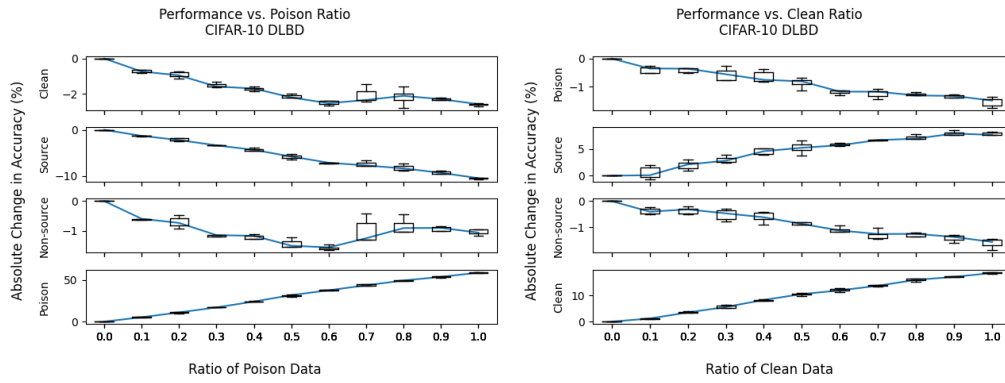 Performance vs. Poison Ratio
CIFAR-10 DLBD
Absolute Change in Accuracy (%)
Clean
0
−2
Source
0
−10
Non-source
0
−1
Poison
50
0
0.0 0.1 0.2 0.3 0.4 0.5 0.6 0.7 0.8 0.9 1.0
Ratio of Poison Data
Performance vs. Clean Ratio
CIFAR-10 DLBD
Absolute Change in Accuracy (%)
Poison
0
−1
Source
5
0
Non-source
0
−1
Clean
10
0
0.0 0.1 0.2 0.3 0.4 0.5 0.6 0.7 0.8 0.9 1.0
Ratio of Clean Data